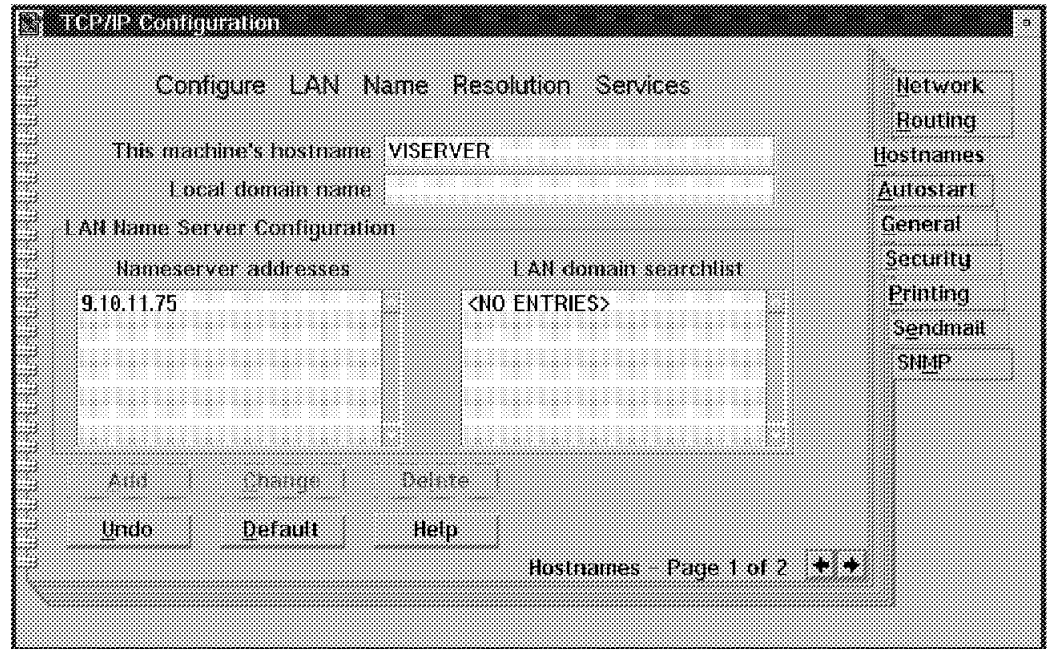 TCP/IP Configuration
Configure LAN Name Resolution Services
This machine's hostname VISERVER
Local domain name
LAN Name Server Configuration
Nameserver addresses
LAN domain searchlist
9.10.11.75
<NO ENTRIES>
Add Change Delete
Undo Default Help
Hostnames - Page 1 of 2
Network
Routing
Hostnames
Autostart
General
Security
Printing
Sendmail
SNMP